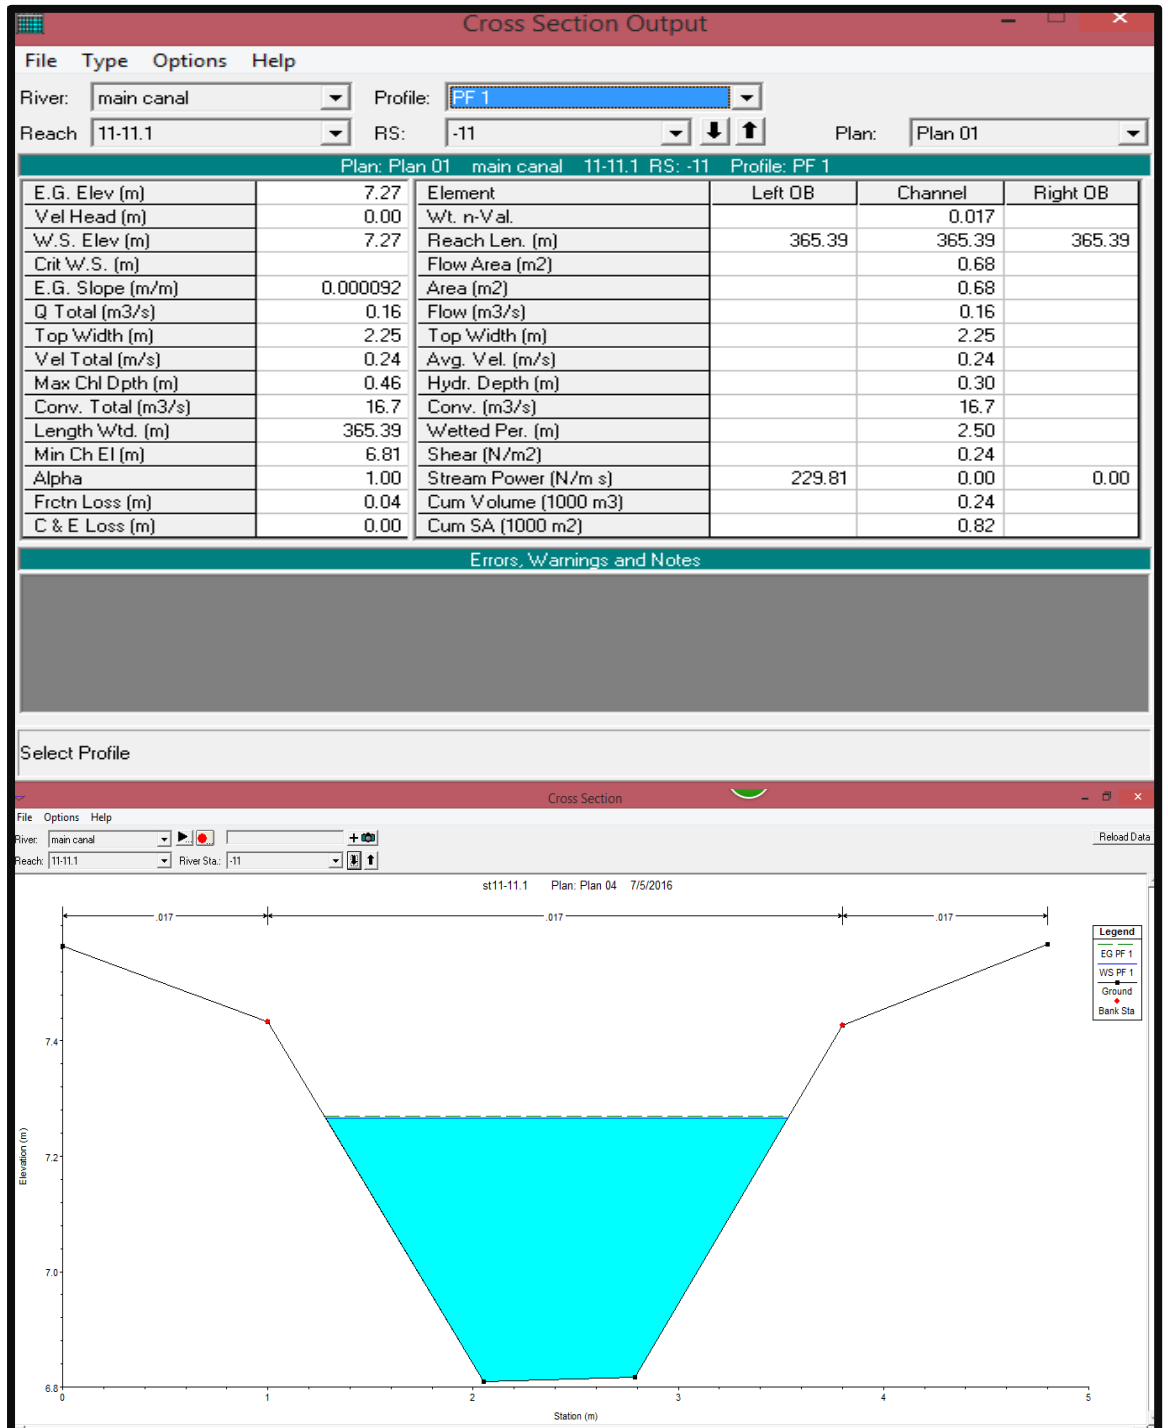 Cross Section Output
File Type Options Help
River: main canal Profile: PF 1
Reach 11-11.1 RS: -11 Plan: Plan 01
Plan: Plan 01 main canal 11-11.1 RS: -11 Profile: PF 1
E.G. Elev (m) 7.27 Element Left OB Channel Right OB
Vel Head (m) 0.00 Wt. n-Val. 0.017
W.S. Elev (m) 7.27 Reach Len. (m) 365.39 365.39 365.39
Crit W.S. (m) Flow Area (m2) 0.68
E.G. Slope (m/m) 0.000092 Area (m2) 0.68
Q Total (m3/s) 0.16 Flow (m3/s) 0.16
Top Width (m) 2.25 Top Width (m) 2.25
Vel Total (m/s) 0.24 Avg. Vel. (m/s) 0.24
Max Chl Dpth (m) 0.46 Hydr. Depth (m) 0.30
Conv. Total (m3/s) 16.7 Conv. (m3/s) 16.7
Length Wtd. (m) 365.39 Wetted Per. (m) 2.50
Min Ch El (m) 6.81 Shear (N/m2) 0.24
Alpha 1.00 Stream Power (N/m s) 229.81 0.00 0.00
Frctn Loss (m) 0.04 Cum Volume (1000 m3) 0.24
C & E Loss (m) 0.00 Cum SA (1000 m2) 0.82
Errors, Warnings and Notes
Select Profile
Cross Section
File Options Help
River: main canal Reload Data
Reach: 11-11.1 River Sta.: -11
st11-11.1 Plan: Plan 04 7/5/2016
.017 .017 .017
Legend
EG PF 1
WS PF 1
Ground
Bank Sta
7.4
7.2
7.0
6.8
Elevation (m)
0 1 2 3 4 5
Station (m)